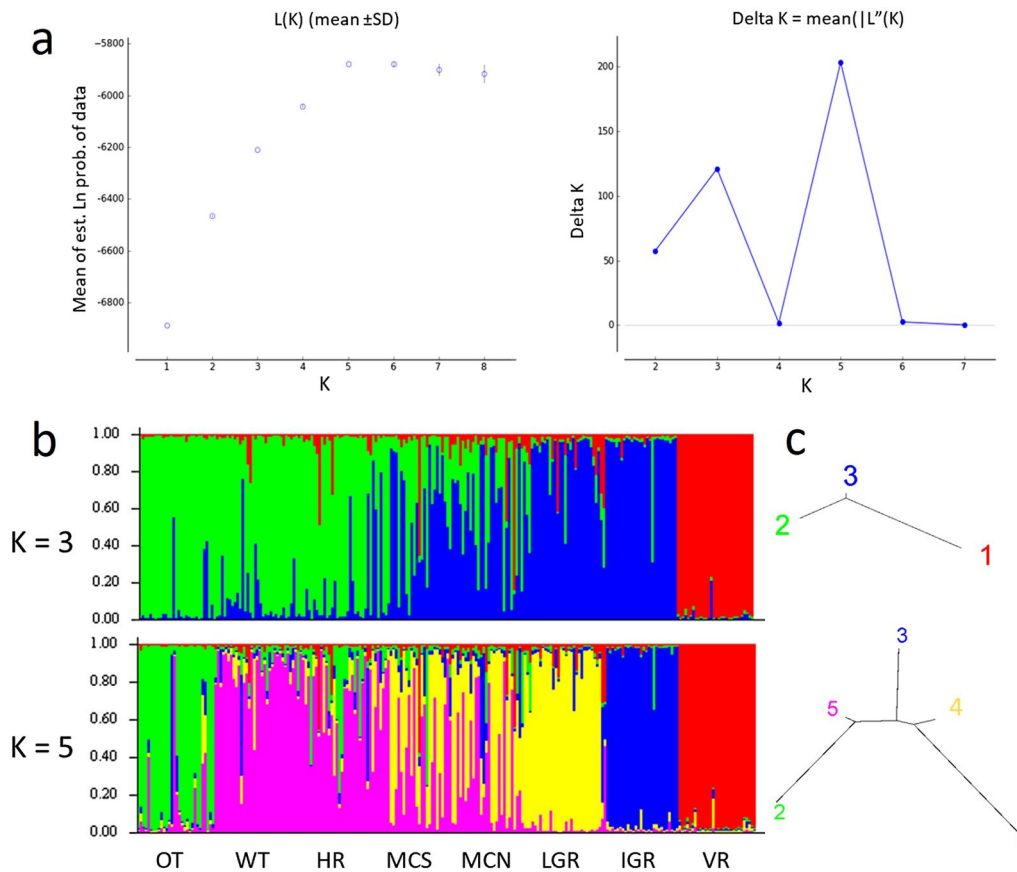 a
L(K) (mean ±SD)
Mean of est. Ln prob. of data
-5800
-6000
-6200
-6400
-6600
-6800
1 2 3 4 5 6 7 8
K
Delta K = mean(|L”(K)
Delta K
200
150
100
50
0
2 3 4 5 6 7
K
b
K = 3
1.00
0.80
0.60
0.40
0.20
0.00
K = 5
1.00
0.80
0.60
0.40
0.20
0.00
OT WT HR MCS MCN LGR IGR VR
c
3
2
1
3
5
4
2